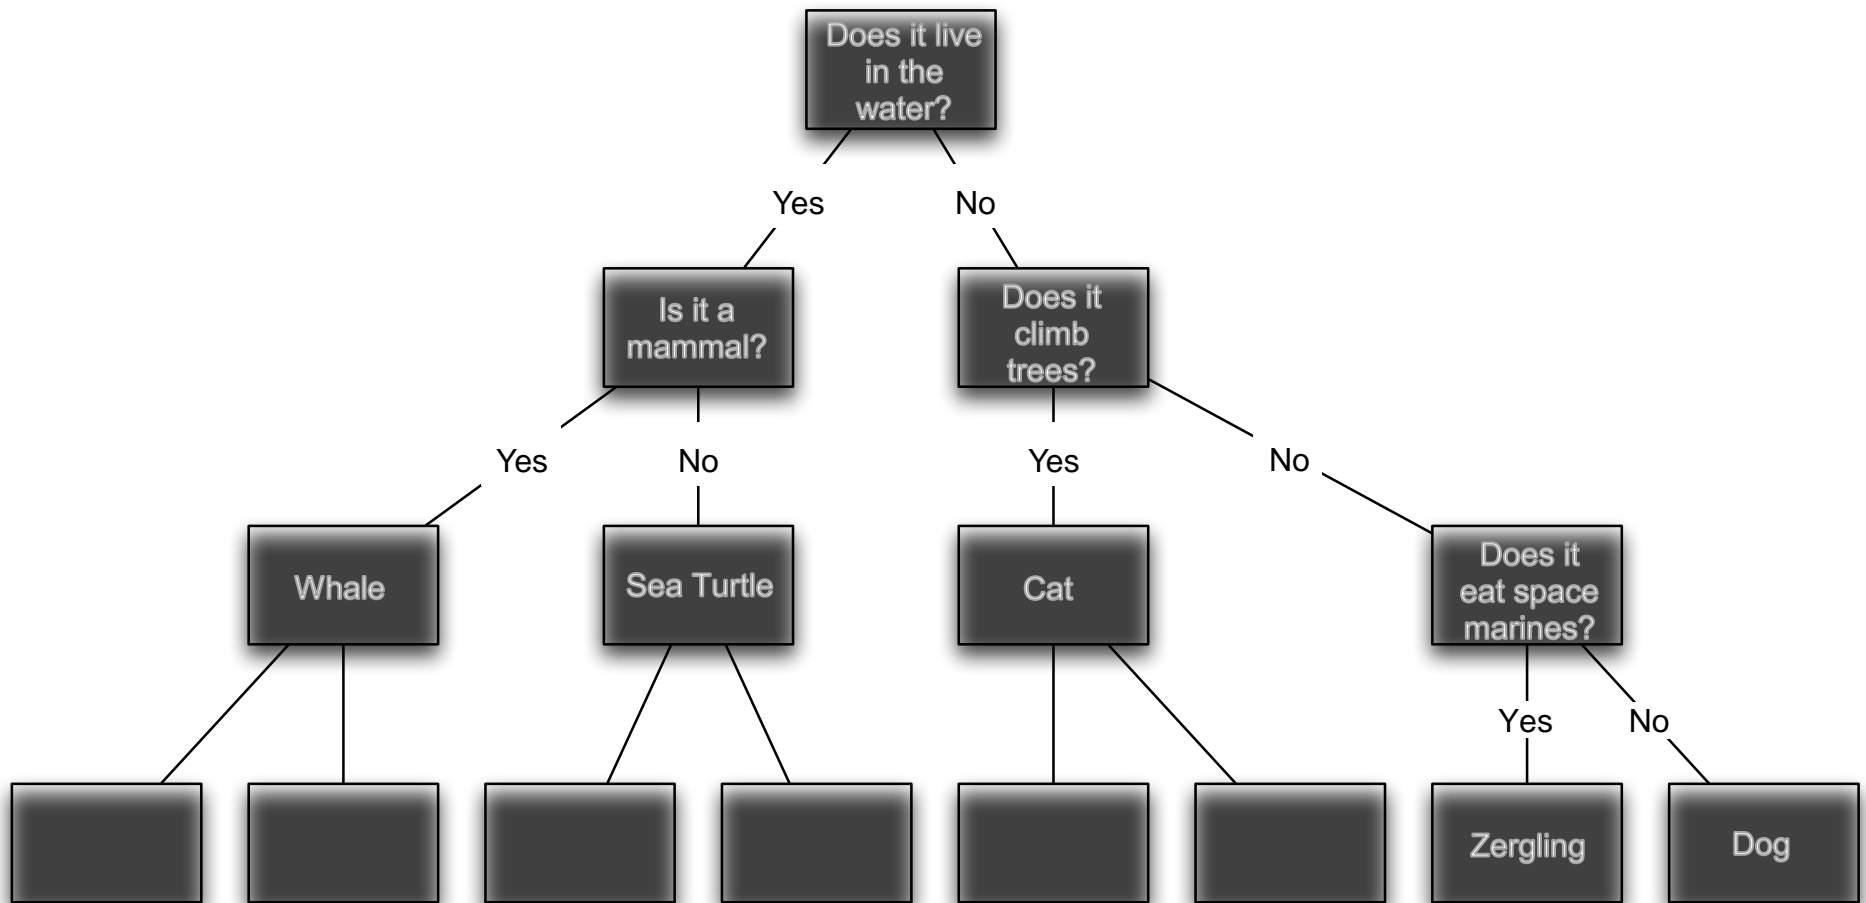 Does it live
in the
water?
Yes
No
Is it a
mammal?
Does it
climb
trees?
Yes
No
Yes
No
Whale
Sea Turtle
Cat
Does it
eat space
marines?
Yes
No
Zergling
Dog